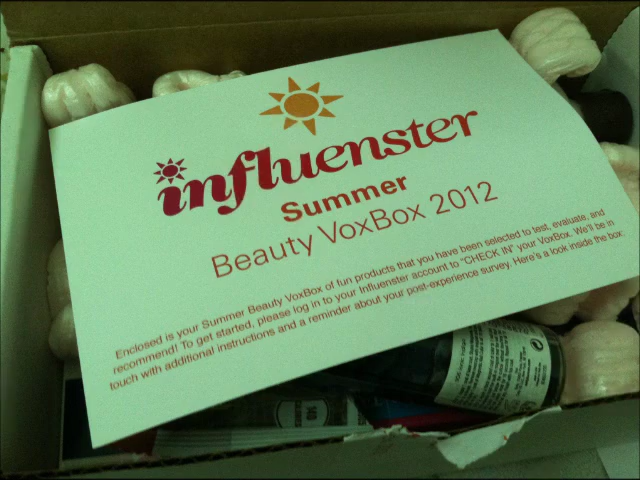 influenster
Summer
Beauty VoxBox 2012
Enclosed is your Summer Beauty VoxBox of fun products that you have been selected to test, evaluate, and
recommend! To get started, please log in to your Influenster account to "CHECK IN" your VoxBox. We'll be in
touch with additional instructions and a reminder about your post-experience survey. Here's a look inside the box: